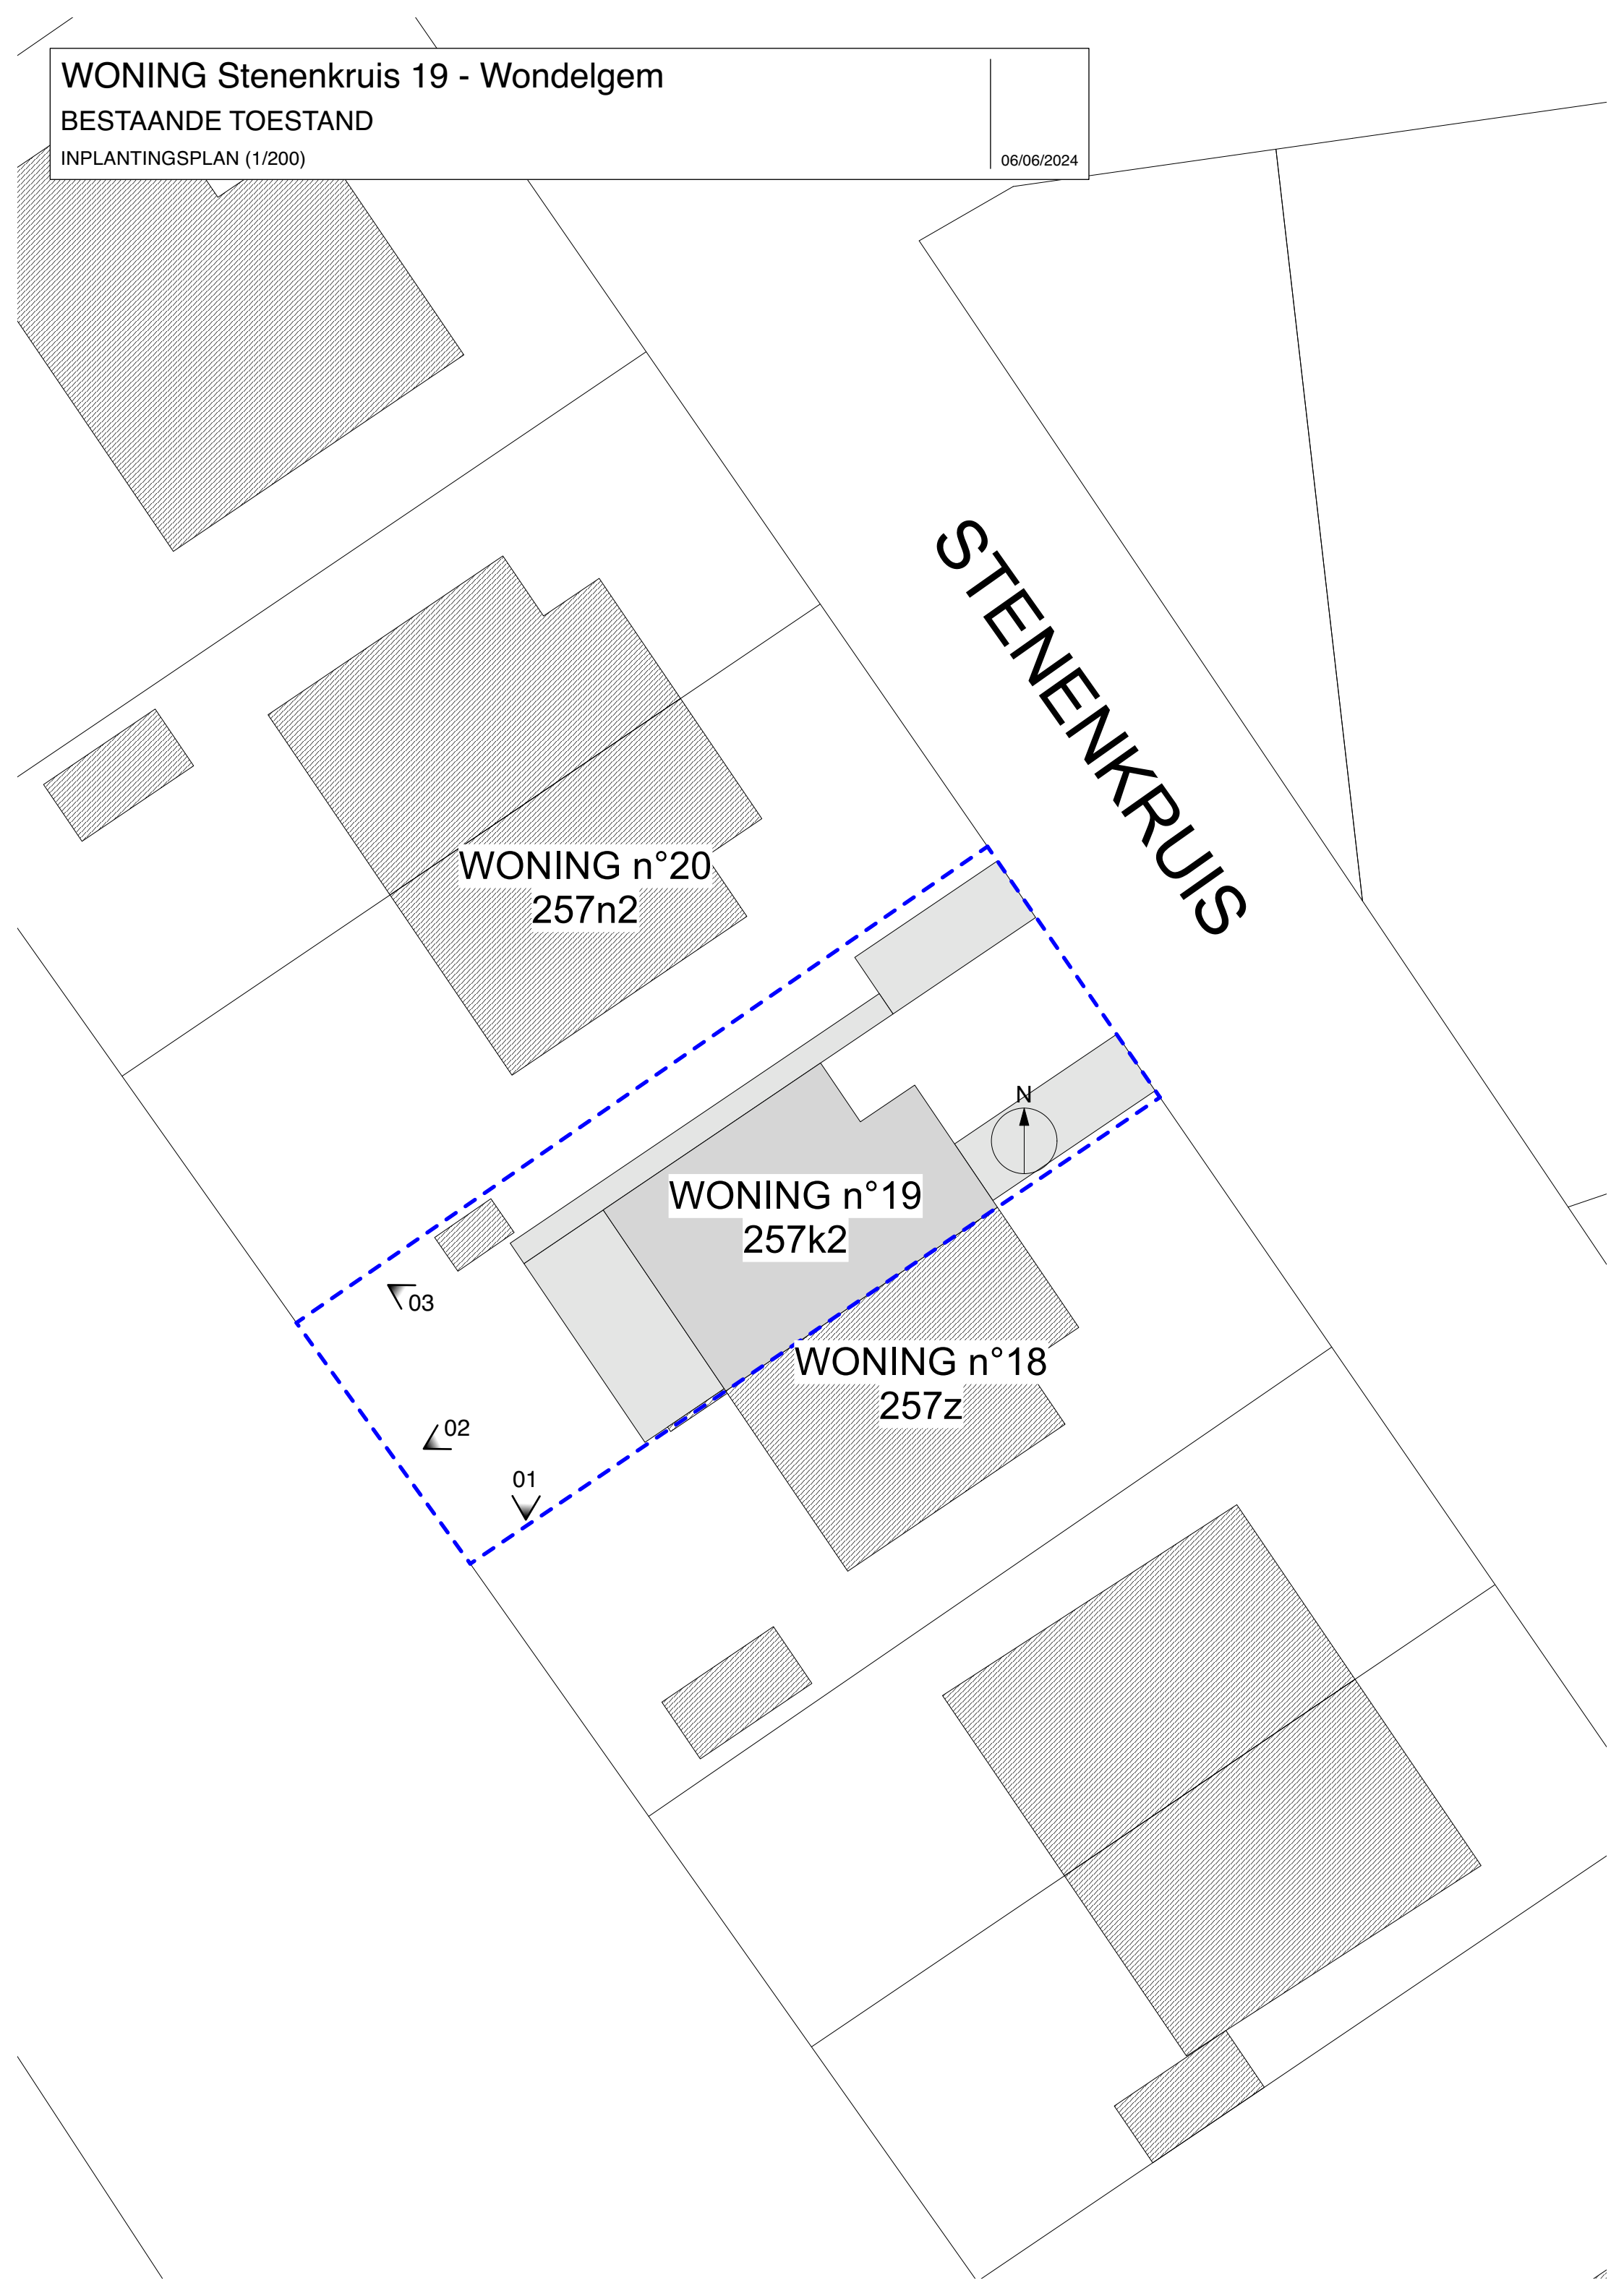 WONING Stenenkruis 19 - Wondelgem
BESTAANDE TOESTAND
INPLANTINGSPLAN (1/200)
06/06/2024
STENENKRUIS
WONING n°20
257n2
N
WONING n°19
257k2
03
WONING n°18
257z
02
01